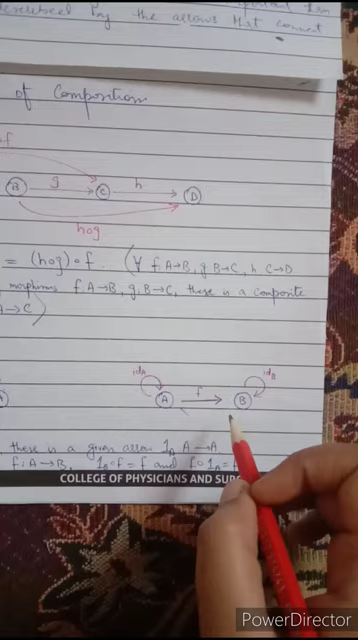 described by the arrows that connect
of Composition
f
B g C h D
hog
= (hog)∘f. (∀ f: A→B, g B→C, h C→D
morphisms f: A→B, g: B→C, there is a composite
A→C)
idA idB
A f B
, there is a given arrow 1A A→A
f: A→B, 1B∘f = f and f∘1A = f
COLLEGE OF PHYSICIANS AND SUR
PowerDirector